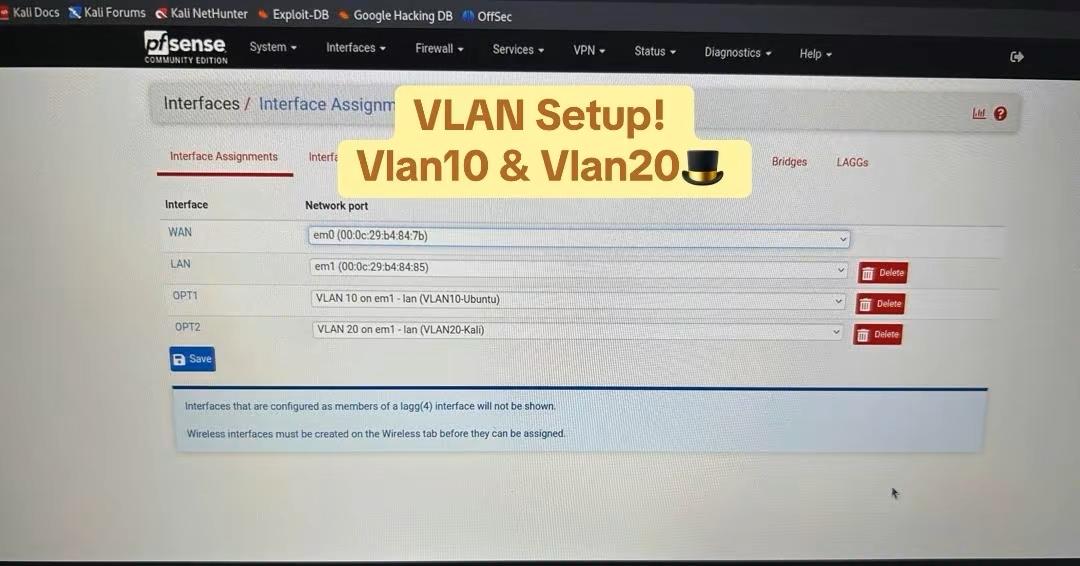 Kali Docs Kali Forums Kali NetHunter Exploit-DB Google Hacking DB OffSec
pfsense System Interfaces Firewall Services VPN Status Diagnostics Help
COMMUNITY EDITION
Interfaces / Interface Assignm
VLAN Setup!
Vlan10 & Vlan20🎩
Interface Assignments Interfa Bridges LAGGs
Interface Network port
WAN em0 (00:0c:29:b4:84:7b)
LAN em1 (00:0c:29:b4:84:85) Delete
OPT1 VLAN 10 on em1 - lan (VLAN10-Ubuntu) Delete
OPT2 VLAN 20 on em1 - lan (VLAN20-Kali) Delete
Save
Interfaces that are configured as members of a lagg(4) interface will not be shown.
Wireless interfaces must be created on the Wireless tab before they can be assigned.